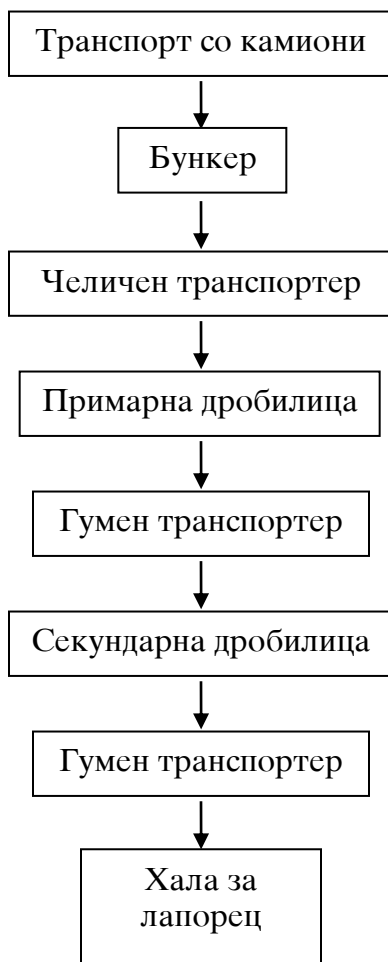 Транспорт со камиони
Бункер
Челичен транспортер
Примарна дробилица
Гумен транспортер
Секундарна дробилица
Гумен транспортер
Хала за
лапорец